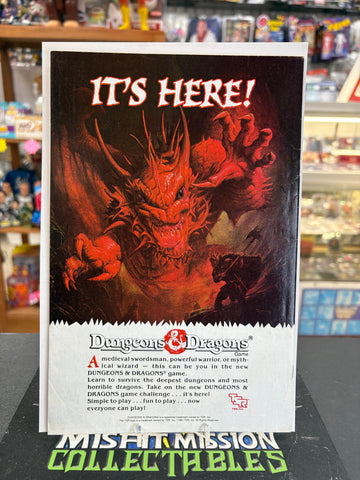 IT'S HERE!
Dungeons & Dragons®
Game
A medieval swordsman, powerful warrior, or myth-
ical wizard — this can be you in the new
DUNGEONS & DRAGONS® game.
Learn to survive the deepest dungeons and most
horrible dragons. Take on the new DUNGEONS &
DRAGONS game challenge . . . it's here!
Simple to play . . . fun to play . . . now
everyone can play!
MISFIT MISSION
COLLECTABLES